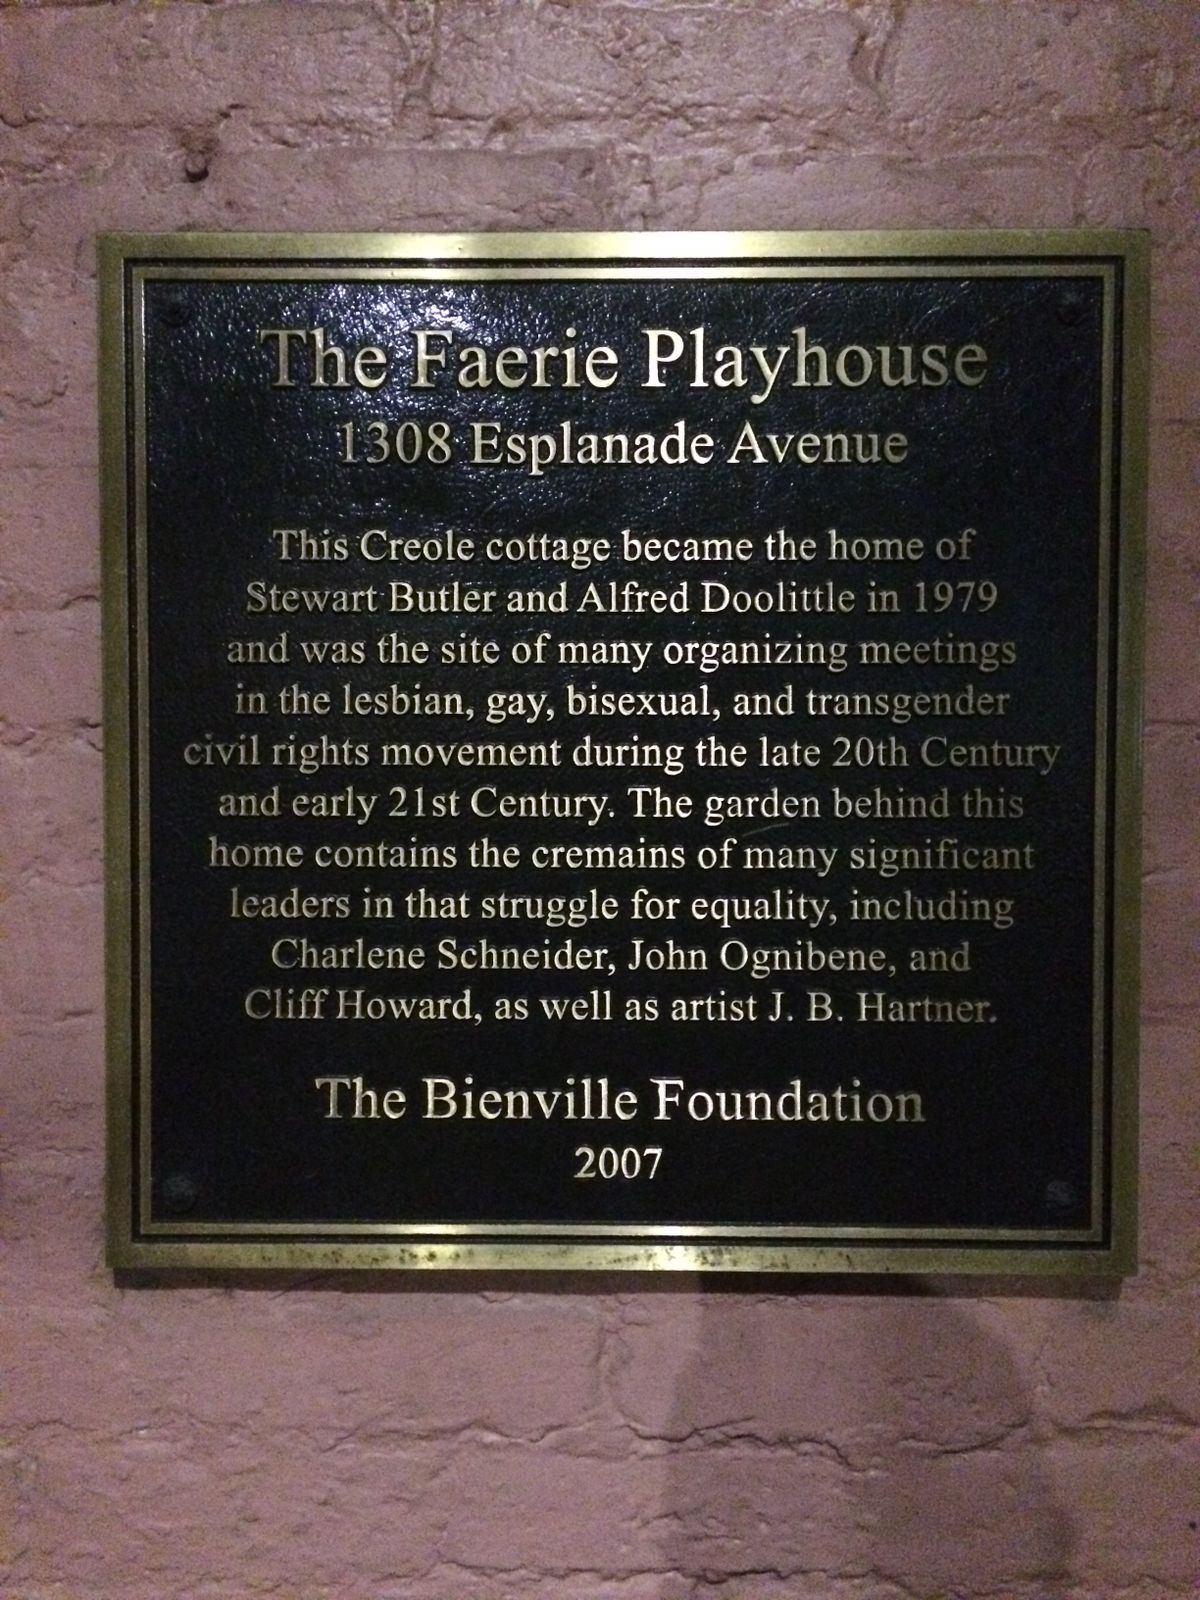 The Faerie Playhouse
1308 Esplanade Avenue
This Creole cottage became the home of
Stewart Butler and Alfred Doolittle in 1979
and was the site of many organizing meetings
in the lesbian, gay, bisexual, and transgender
civil rights movement during the late 20th Century
and early 21st Century. The garden behind this
home contains the cremains of many significant
leaders in that struggle for equality, including
Charlene Schneider, John Ognibene, and
Cliff Howard, as well as artist J. B. Hartner.
The Bienville Foundation
2007